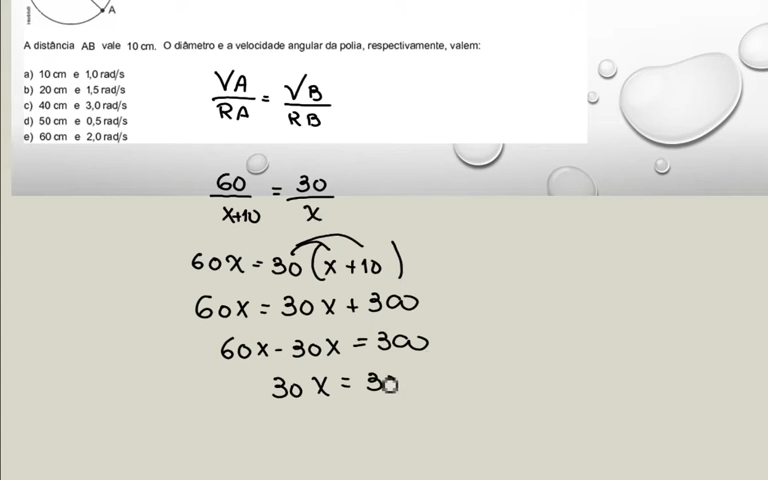 A
A distância AB vale 10 cm. O diâmetro e a velocidade angular da polia, respectivamente, valem:
a) 10 cm e 1,0 rad/s
b) 20 cm e 1,5 rad/s
c) 40 cm e 3,0 rad/s
d) 50 cm e 0,5 rad/s
e) 60 cm e 2,0 rad/s
VA/RA = VB/RB
60/x+10 = 30/x
60x = 30(x+10)
60x = 30x + 300
60x - 30x = 300
30x = 30